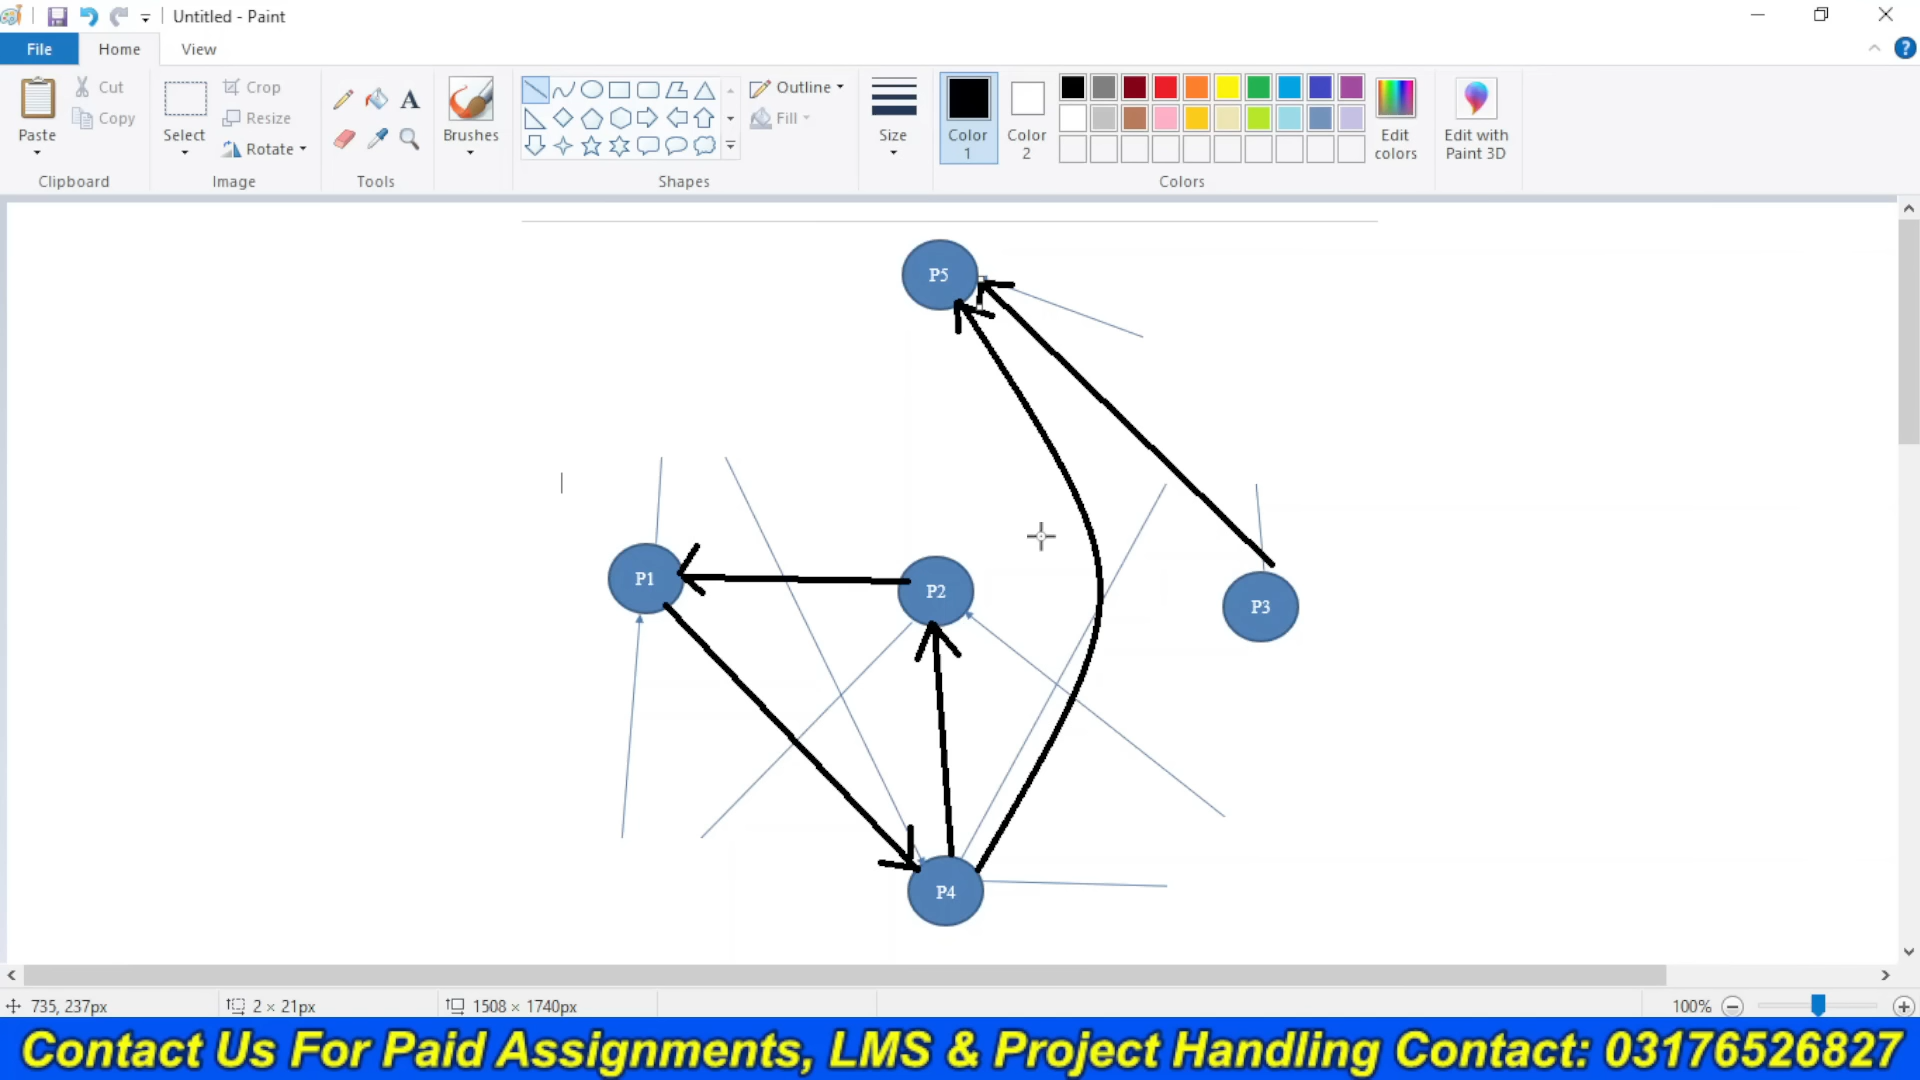 Untitled - Paint
File
Home
View
Paste
Cut
Copy
Clipboard
Select
Crop
Resize
Rotate
Image
A
Tools
Brushes
Shapes
Outline
Fill
Size
Color
1
Color
2
Edit
colors
Colors
Edit with
Paint 3D
P5
P1
P2
P3
P4
735, 237px
2 × 21px
1508 × 1740px
100%
Contact Us For Paid Assignments, LMS & Project Handling Contact: 03176526827